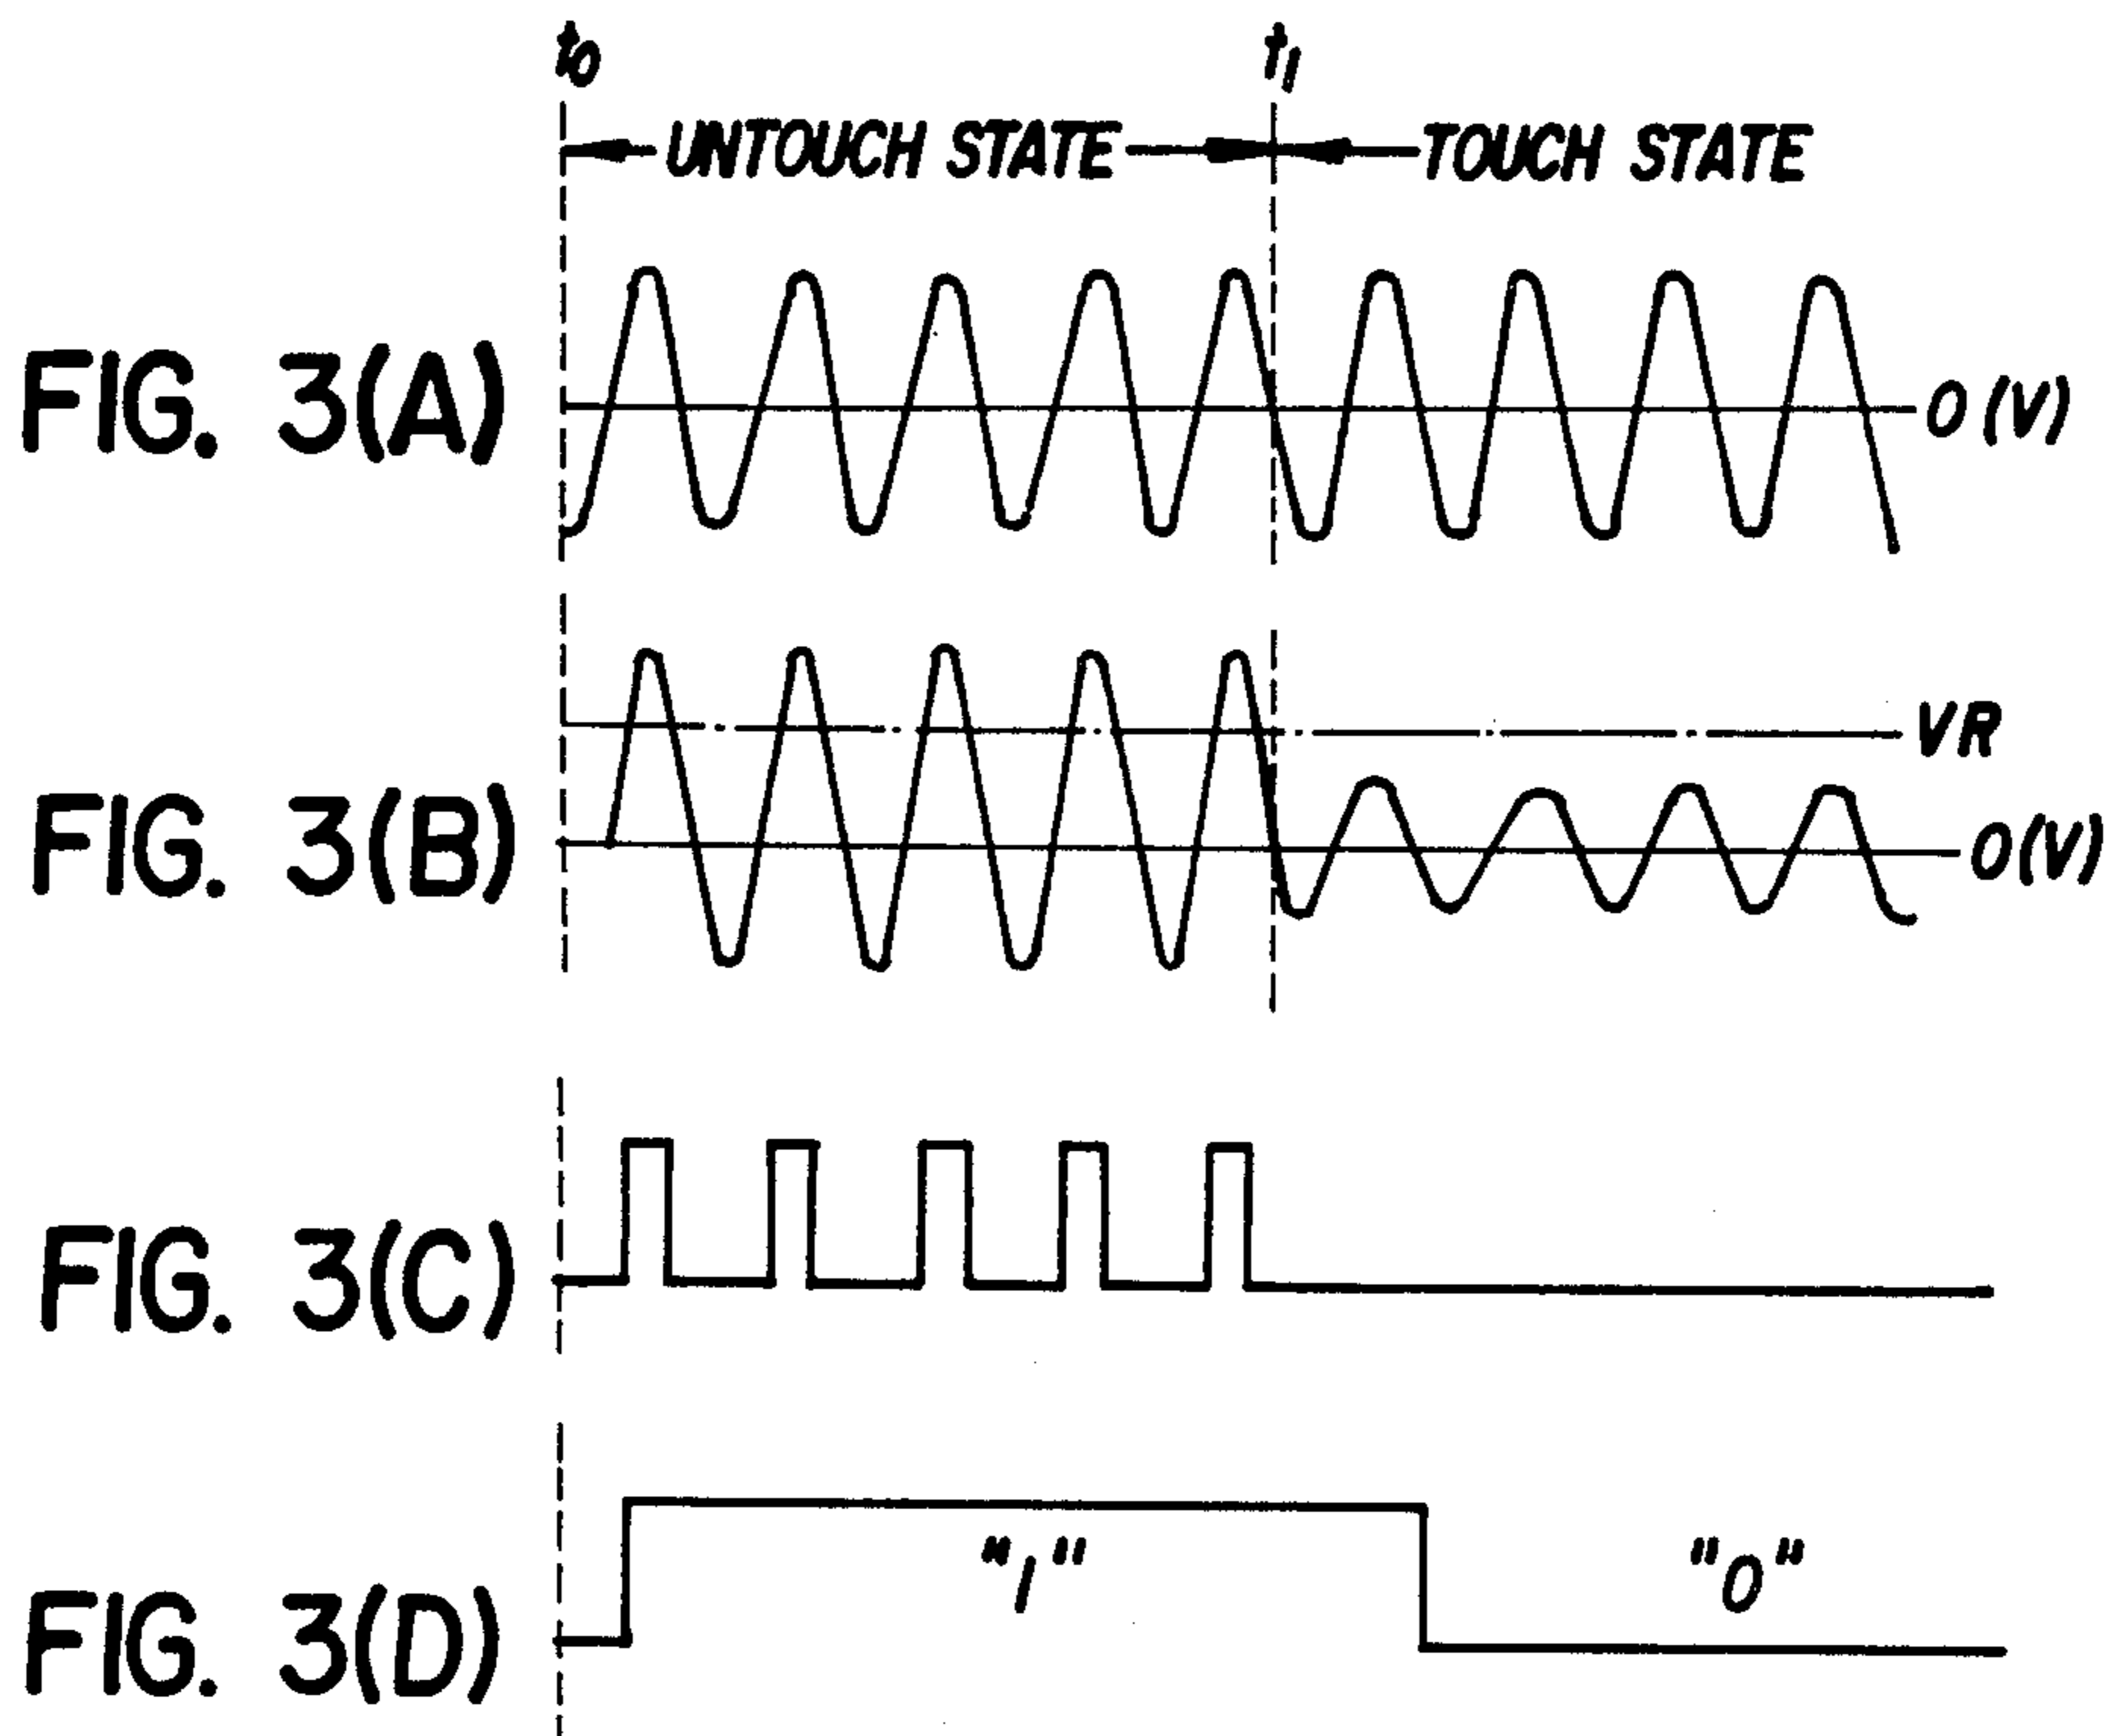 t0 t1
UNTOUCH STATE TOUCH STATE
FIG. 3(A) 0(V)
VR
FIG. 3(B) 0(V)
FIG. 3(C)
"1" "0"
FIG. 3(D)